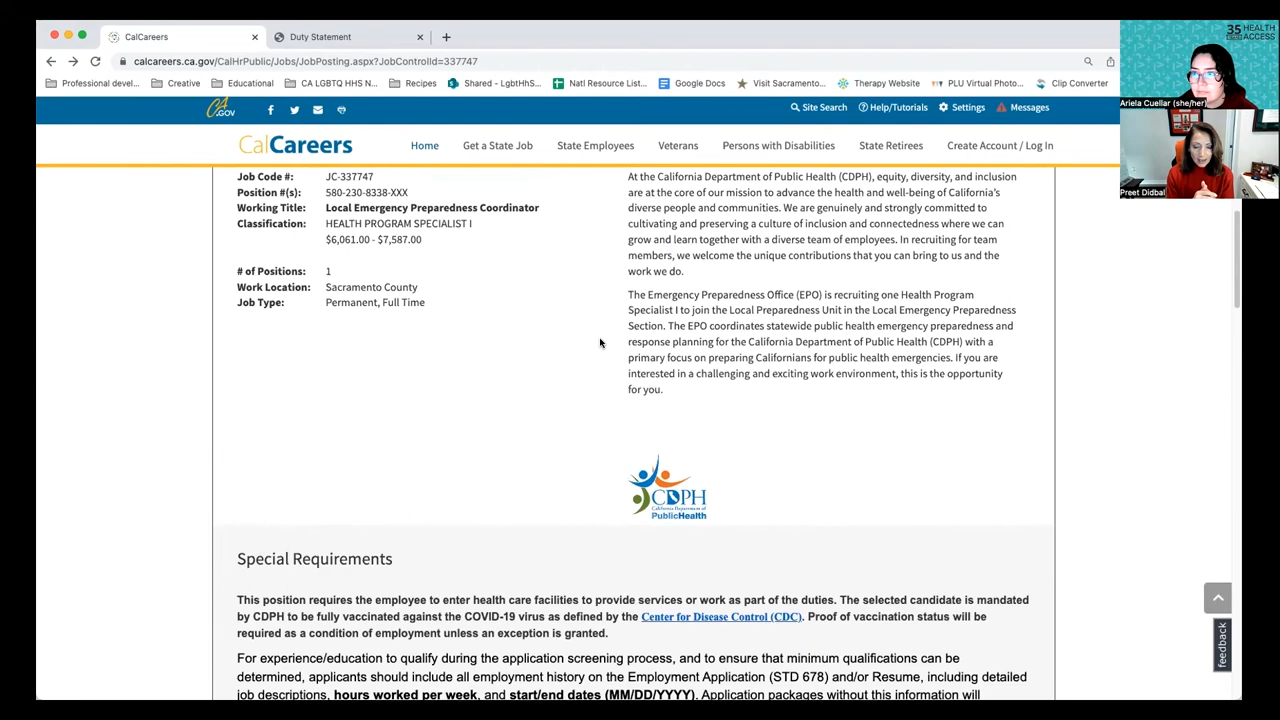 CalCareers
Duty Statement
calcareers.ca.gov/CalHrPublic/Jobs/JobPosting.aspx?JobControlId=337747
Professional devel...
Creative
Educational
CA LGBTQ HHS N...
Recipes
Shared - LgbtHhS...
Natl Resource List...
Google Docs
Visit Sacramento...
Therapy Website
PLU Virtual Photo...
Clip Converter
CA.GOV
Site Search
Help/Tutorials
Settings
Messages
CalCareers
Home
Get a State Job
State Employees
Veterans
Persons with Disabilities
State Retirees
Create Account / Log In
Job Code #: JC-337747
Position #(s): 580-230-8338-XXX
Working Title: Local Emergency Preparedness Coordinator
Classification: HEALTH PROGRAM SPECIALIST I
$6,061.00 - $7,587.00
# of Positions: 1
Work Location: Sacramento County
Job Type: Permanent, Full Time
At the California Department of Public Health (CDPH), equity, diversity, and inclusion
are at the core of our mission to advance the health and well-being of California's
diverse people and communities. We are genuinely and strongly committed to
cultivating and preserving a culture of inclusion and connectedness where we can
grow and learn together with a diverse team of employees. In recruiting for team
members, we welcome the unique contributions that you can bring to us and the
work we do.
The Emergency Preparedness Office (EPO) is recruiting one Health Program
Specialist I to join the Local Preparedness Unit in the Local Emergency Preparedness
Section. The EPO coordinates statewide public health emergency preparedness and
response planning for the California Department of Public Health (CDPH) with a
primary focus on preparing Californians for public health emergencies. If you are
interested in a challenging and exciting work environment, this is the opportunity
for you.
CDPH
California Department of
PublicHealth
Special Requirements
This position requires the employee to enter health care facilities to provide services or work as part of the duties. The selected candidate is mandated
by CDPH to be fully vaccinated against the COVID-19 virus as defined by the Center for Disease Control (CDC). Proof of vaccination status will be
required as a condition of employment unless an exception is granted.
For experience/education to qualify during the application screening process, and to ensure that minimum qualifications can be
determined, applicants should include all employment history on the Employment Application (STD 678) and/or Resume, including detailed
job descriptions, hours worked per week, and start/end dates (MM/DD/YYYY). Application packages without this information will
feedback
35 HEALTH
ACCESS
Ariela Cuellar (she/her)
Preet Didbal